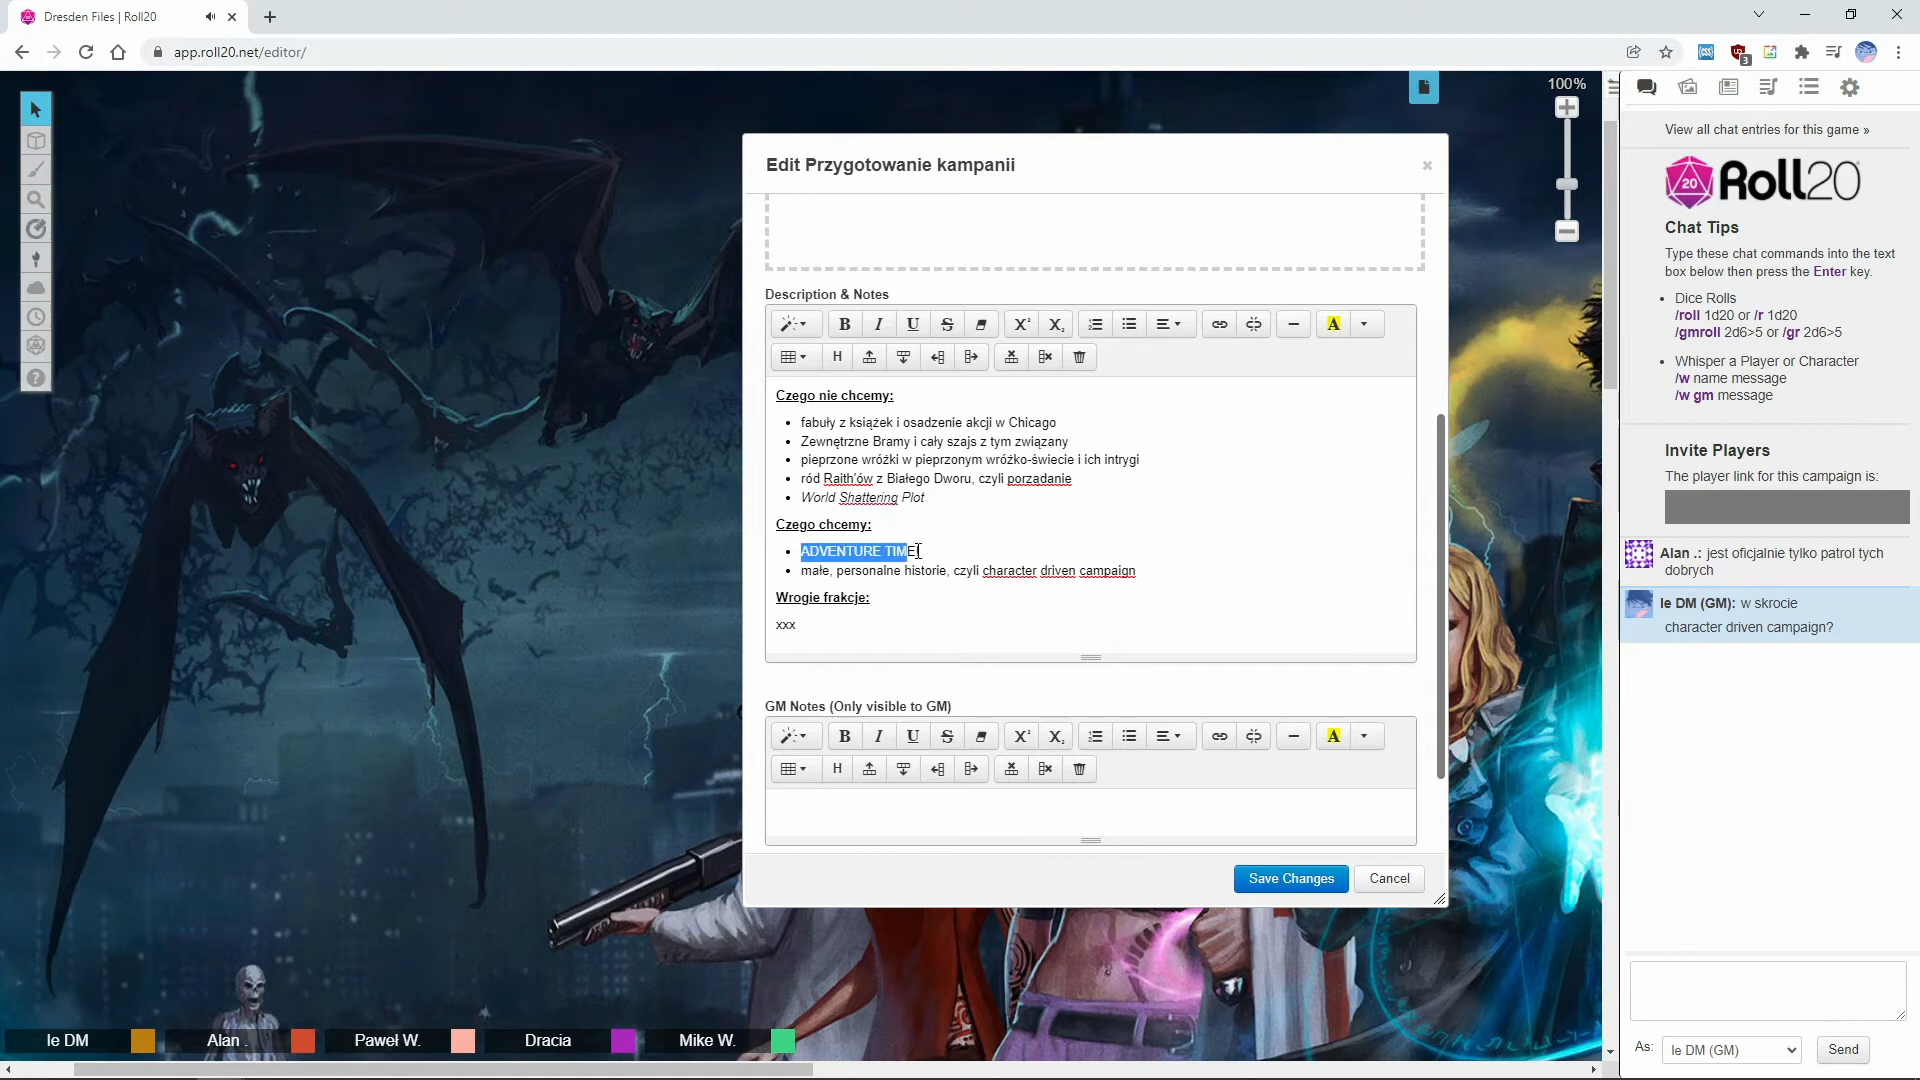 Dresden Files | Roll20
app.roll20.net/editor/
3
100%
Edit Przygotowanie kampanii
Description & Notes
B I U S X² X₂ A
H
Czego nie chcemy:
fabuły z książek i osadzenie akcji w Chicago
Zewnętrzne Bramy i cały szajs z tym związany
pieprzone wróżki w pieprzonym wróżko-świecie i ich intrygi
ród Raith'ów z Białego Dworu, czyli porządanie
World Shattering Plot
Czego chcemy:
ADVENTURE TIME!
małe, personalne historie, czyli character driven campaign
Wrogie frakcje:
xxx
GM Notes (Only visible to GM)
B I U S X² X₂ A
H
Save Changes
Cancel
View all chat entries for this game »
20 Roll20
Chat Tips
Type these chat commands into the text
box below then press the Enter key.
Dice Rolls
/roll 1d20 or /r 1d20
/gmroll 2d6>5 or /gr 2d6>5
Whisper a Player or Character
/w name message
/w gm message
Invite Players
The player link for this campaign is:
Alan .: jest oficjalnie tylko patrol tych
dobrych
le DM (GM): w skrocie
character driven campaign?
As:
le DM (GM)
Send
le DM
Alan .
Paweł W.
Dracia
Mike W.